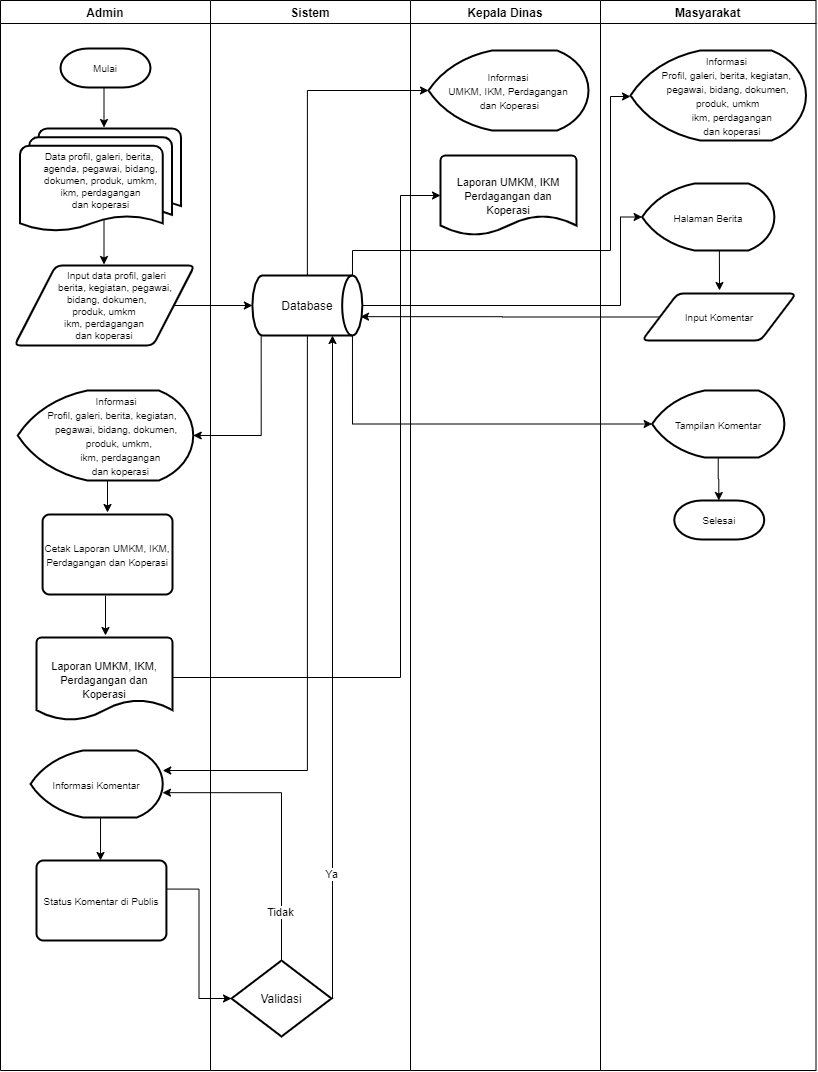 Admin
Sistem
Kepala Dinas
Masyarakat
Mulai
Data profil, galeri, berita,
agenda, pegawai, bidang,
dokumen, produk, umkm,
ikm, perdagangan
dan koperasi
Input data profil, galeri
berita, kegiatan, pegawai,
bidang, dokumen,
produk, umkm
ikm, perdagangan
dan koperasi
Informasi
Profil, galeri, berita, kegiatan,
pegawai, bidang, dokumen,
produk, umkm,
ikm, perdagangan
dan koperasi
Cetak Laporan UMKM, IKM,
Perdagangan dan Koperasi
Laporan UMKM, IKM,
Perdagangan dan
Koperasi
Informasi Komentar
Status Komentar di Publis
Database
Ya
Tidak
Validasi
Informasi
UMKM, IKM, Perdagangan
dan Koperasi
Laporan UMKM, IKM
Perdagangan dan
Koperasi
Informasi
Profil, galeri, berita, kegiatan,
pegawai, bidang, dokumen,
produk, umkm
ikm, perdagangan
dan koperasi
Halaman Berita
Input Komentar
Tampilan Komentar
Selesai